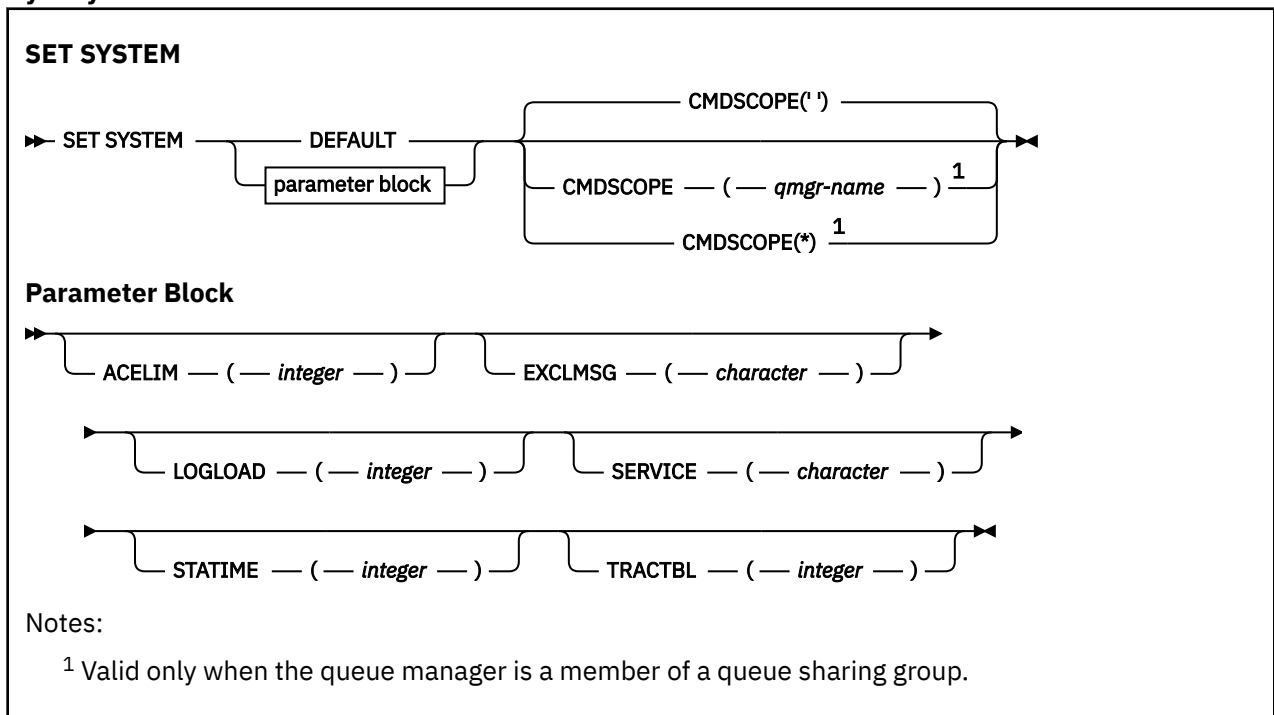 SET SYSTEM
CMDSCOPE(' ')
SET SYSTEM DEFAULT
parameter block
CMDSCOPE ( qmgr-name ) 1
CMDSCOPE(*) 1
Parameter Block
ACELIM ( integer ) EXCLMSG ( character )
LOGLOAD ( integer ) SERVICE ( character )
STATIME ( integer ) TRACTBL ( integer )
Notes:
1 Valid only when the queue manager is a member of a queue sharing group.